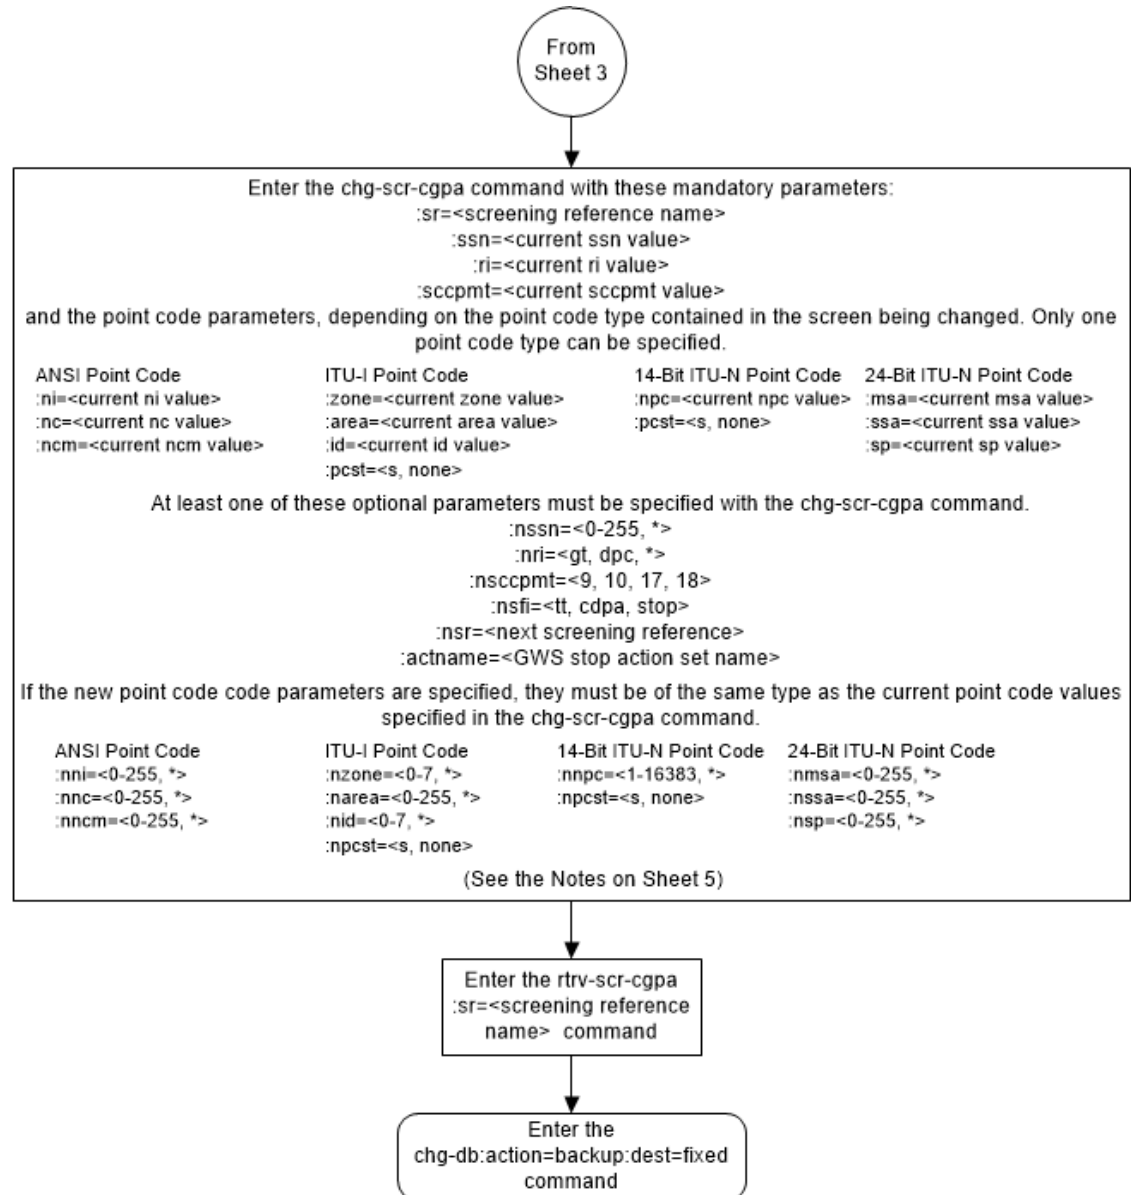 From
Sheet 3
Enter the chg-scr-cgpa command with these mandatory parameters:
:sr=<screening reference name>
:ssn=<current ssn value>
:ri=<current ri value>
:sccpmt=<current sccpmt value>
and the point code parameters, depending on the point code type contained in the screen being changed. Only one
point code type can be specified.
ANSI Point Code
:ni=<current ni value>
:nc=<current nc value>
:ncm=<current ncm value>
ITU-I Point Code
:zone=<current zone value>
:area=<current area value>
:id=<current id value>
:pcst=<s, none>
14-Bit ITU-N Point Code
:npc=<current npc value>
:pcst=<s, none>
24-Bit ITU-N Point Code
:msa=<current msa value>
:ssa=<current ssa value>
:sp=<current sp value>
At least one of these optional parameters must be specified with the chg-scr-cgpa command.
:nssn=<0-255, *>
:nri=<gt, dpc, *>
:nsccpmt=<9, 10, 17, 18>
:nsfi=<tt, cdpa, stop>
:nsr=<next screening reference>
:actname=<GWS stop action set name>
If the new point code code parameters are specified, they must be of the same type as the current point code values
specified in the chg-scr-cgpa command.
ANSI Point Code
:nni=<0-255, *>
:nnc=<0-255, *>
:nncm=<0-255, *>
ITU-I Point Code
:nzone=<0-7, *>
:narea=<0-255, *>
:nid=<0-7, *>
:npcst=<s, none>
14-Bit ITU-N Point Code
:nnpc=<1-16383, *>
:npcst=<s, none>
24-Bit ITU-N Point Code
:nmsa=<0-255, *>
:nssa=<0-255, *>
:nsp=<0-255, *>
(See the Notes on Sheet 5)
Enter the rtrv-scr-cgpa
:sr=<screening reference
name> command
Enter the
chg-db:action=backup:dest=fixed
command